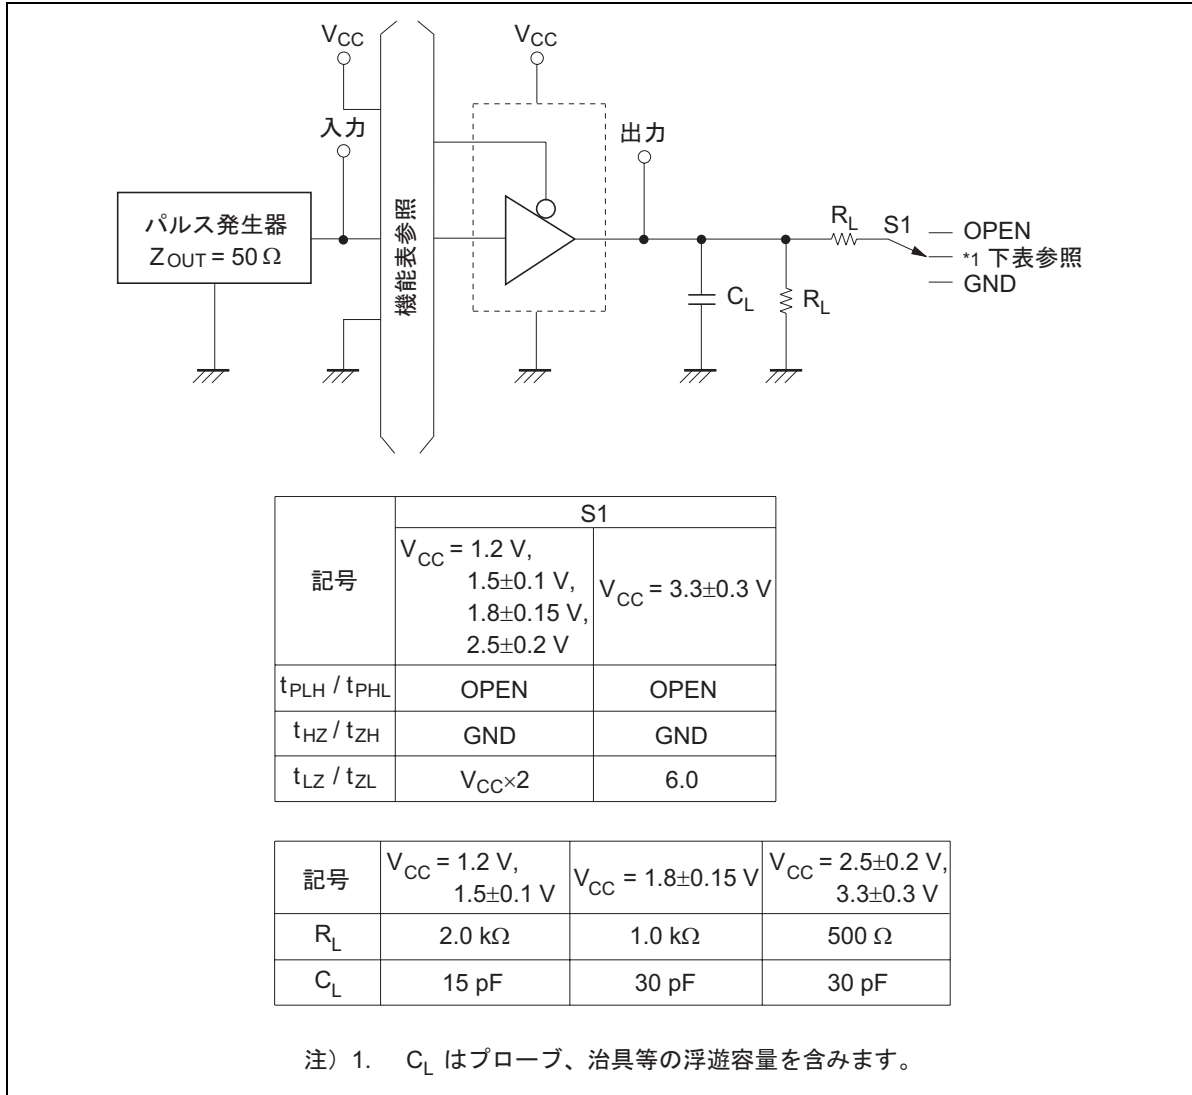 VCC
VCC
入力
出力
パルス発生器
ZOUT = 50 Ω
機能表参照
RL
S1
OPEN
*1 下表参照
GND
CL
RL
記号
S1
VCC = 1.2 V,
1.5±0.1 V,
1.8±0.15 V,
2.5±0.2 V
VCC = 3.3±0.3 V
tPLH / tPHL
OPEN
OPEN
tHZ / tZH
GND
GND
tLZ / tZL
VCC×2
6.0
記号
VCC = 1.2 V,
1.5±0.1 V
VCC = 1.8±0.15 V
VCC = 2.5±0.2 V,
3.3±0.3 V
RL
2.0 kΩ
1.0 kΩ
500 Ω
CL
15 pF
30 pF
30 pF
注）1. CL はプローブ、治具等の浮遊容量を含みます。